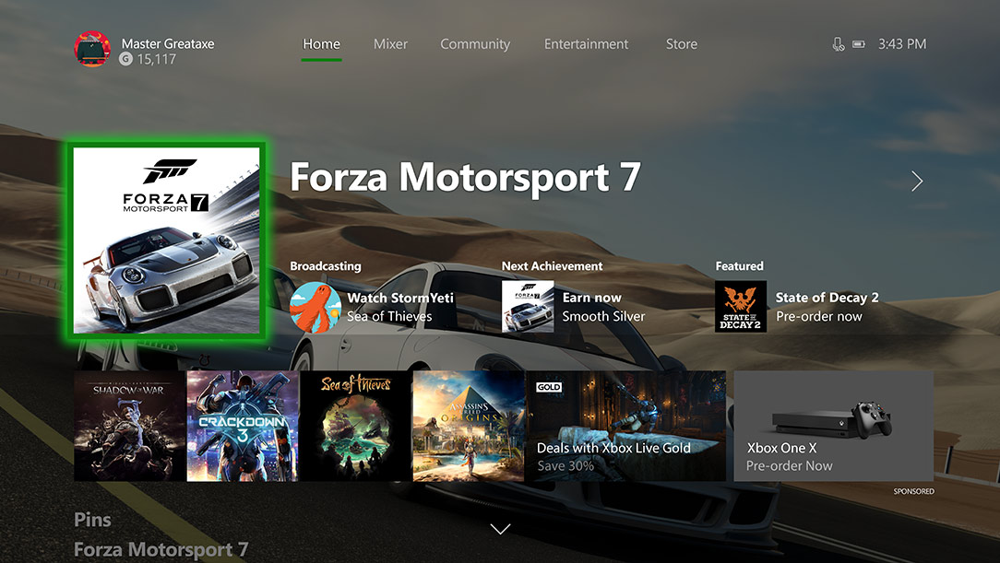 Master Greataxe
G 15,117
Home
Mixer
Community
Entertainment
Store
3:43 PM
FORZA 7
MOTORSPORT
Forza Motorsport 7
Broadcasting
Watch StormYeti
Sea of Thieves
Next Achievement
FORZA 7
Earn now
Smooth Silver
Featured
STATE OF
DECAY 2
State of Decay 2
Pre-order now
SHADOW OF WAR
CRACKDOWN
3
Sea of Thieves
ASSASSIN'S
CREED
ORIGINS
GOLD
Deals with Xbox Live Gold
Save 30%
Xbox One X
Pre-order Now
SPONSORED
Pins
Forza Motorsport 7